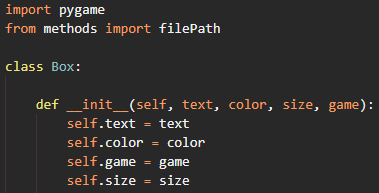 import pygame
from methods import filePath
class Box:
def __init__(self, text, color, size, game):
self.text = text
self.color = color
self.game = game
self.size = size